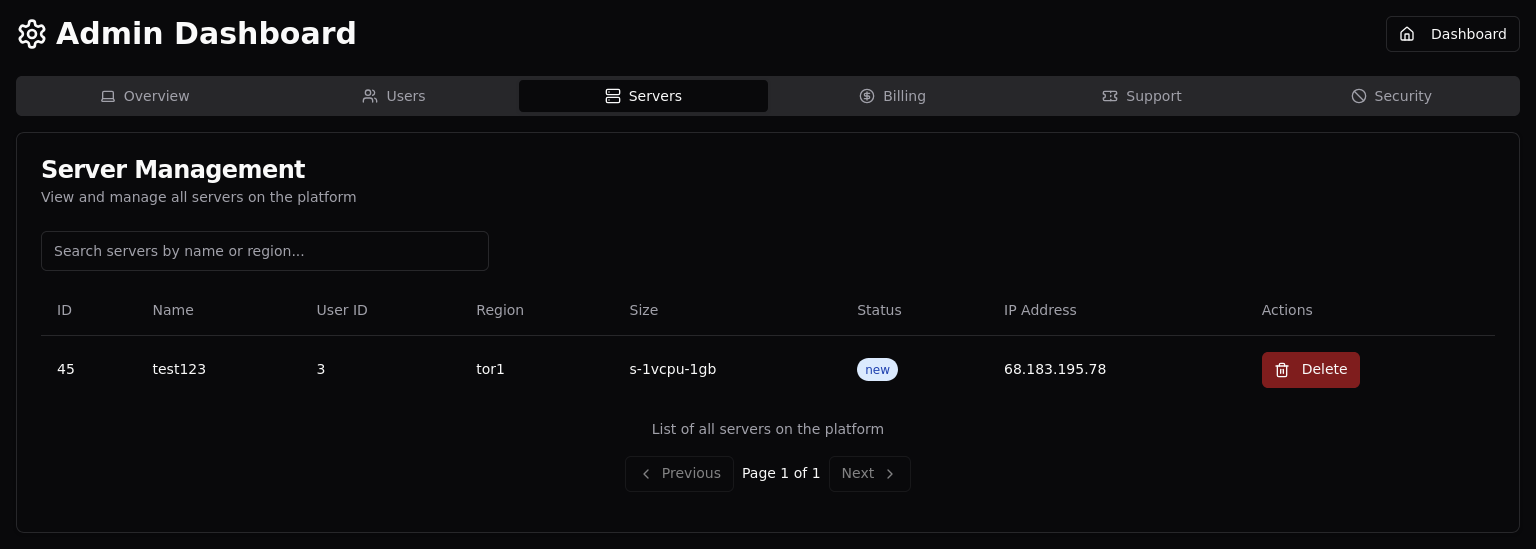 Admin Dashboard
Dashboard
Overview Users Servers Billing Support Security
Server Management
View and manage all servers on the platform
Search servers by name or region...
ID Name User ID Region Size Status IP Address Actions
45 test123 3 tor1 s-1vcpu-1gb new 68.183.195.78 Delete
List of all servers on the platform
Previous Page 1 of 1 Next